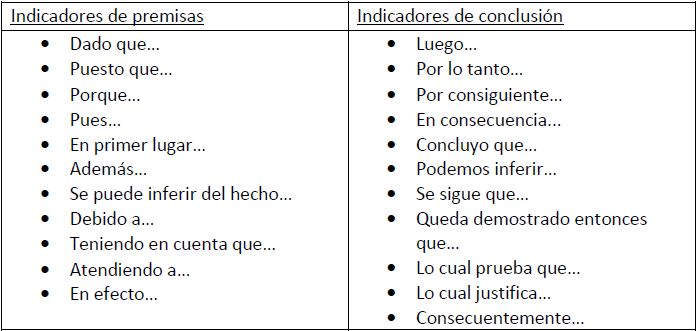 Indicadores de premisas
• Dado que...
• Puesto que...
• Porque...
• Pues...
• En primer lugar...
• Además...
• Se puede inferir del hecho...
• Debido a...
• Teniendo en cuenta que...
• Atendiendo a...
• En efecto...
Indicadores de conclusión
• Luego...
• Por lo tanto...
• Por consiguiente...
• En consecuencia...
• Concluyo que...
• Podemos inferir...
• Se sigue que...
• Queda demostrado entonces
que...
• Lo cual prueba que...
• Lo cual justifica...
• Consecuentemente...